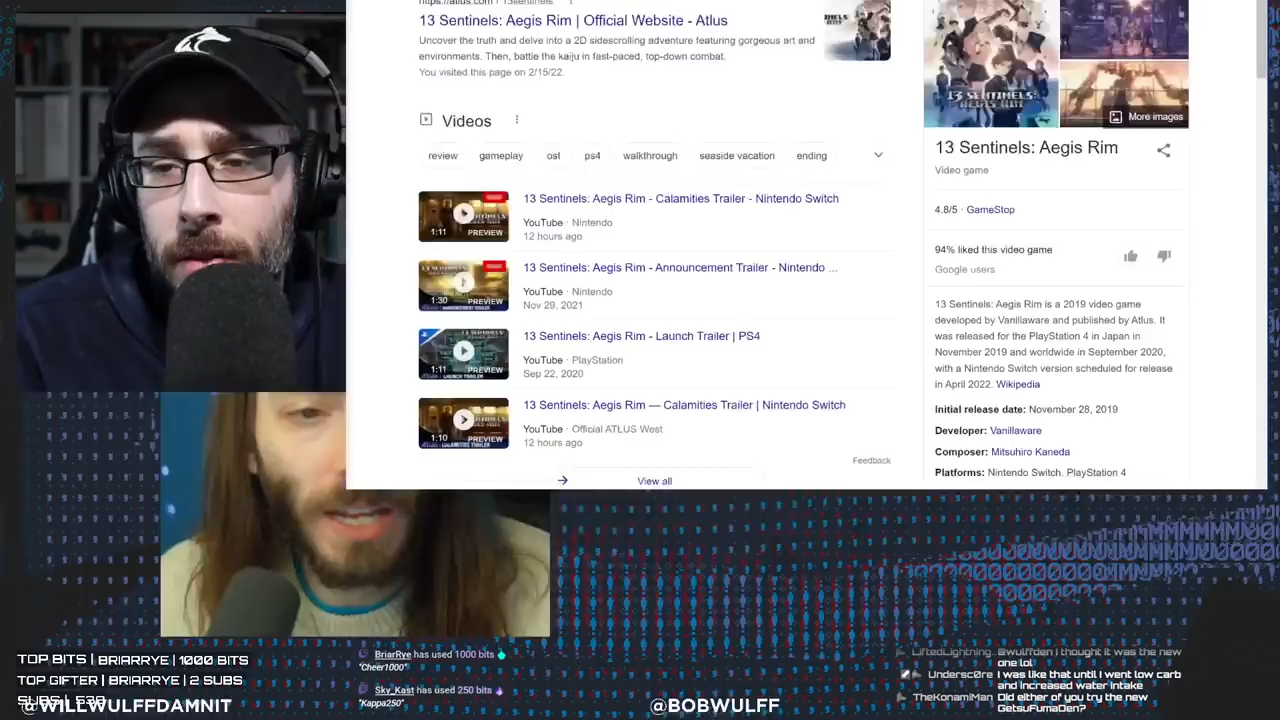 13 Sentinels: Aegis Rim | Official Website - Atlus
Uncover the truth and delve into a 2D sidescrolling adventure featuring gorgeous art and
environments. Then, battle the kaiju in fast-paced, top-down combat.
You visited this page on 2/15/22.
Videos
review gameplay ost ps4 walkthrough seaside vacation ending
13 Sentinels: Aegis Rim - Calamities Trailer - Nintendo Switch
YouTube · Nintendo
12 hours ago
1:11 PREVIEW
13 Sentinels: Aegis Rim - Announcement Trailer - Nintendo ...
YouTube · Nintendo
Nov 29, 2021
1:30 PREVIEW
13 Sentinels: Aegis Rim - Launch Trailer | PS4
YouTube · PlayStation
Sep 22, 2020
1:11 PREVIEW
13 Sentinels: Aegis Rim — Calamities Trailer | Nintendo Switch
YouTube · Official ATLUS West
12 hours ago
1:10 PREVIEW
Feedback
View all
13 SENTINELS
AEGIS RIM
More images
13 Sentinels: Aegis Rim
Video game
4.8/5 · GameStop
94% liked this video game
Google users
13 Sentinels: Aegis Rim is a 2019 video game
developed by Vanillaware and published by Atlus. It
was released for the PlayStation 4 in Japan in
November 2019 and worldwide in September 2020,
with a Nintendo Switch version scheduled for release
in April 2022. Wikipedia
Initial release date: November 28, 2019
Developer: Vanillaware
Composer: Mitsuhiro Kaneda
Platforms: Nintendo Switch, PlayStation 4
TOP BITS | BRIARRYE | 1000 BITS
TOP GIFTER | BRIARRYE | 2 SUBS
@WILLWULFFDAMNIT
BriarRye has used 1000 bits
"Cheer1000"
Sky_Kast has used 250 bits
"Kappa250"
@BOBWULFF
LiftedLightning_ @wulffden i thought it was the new
one lol
Undersc0re I was like that until I went low carb
and increased water intake
TheKonamiMan Did either of you try the new
GetsuFumaDen?